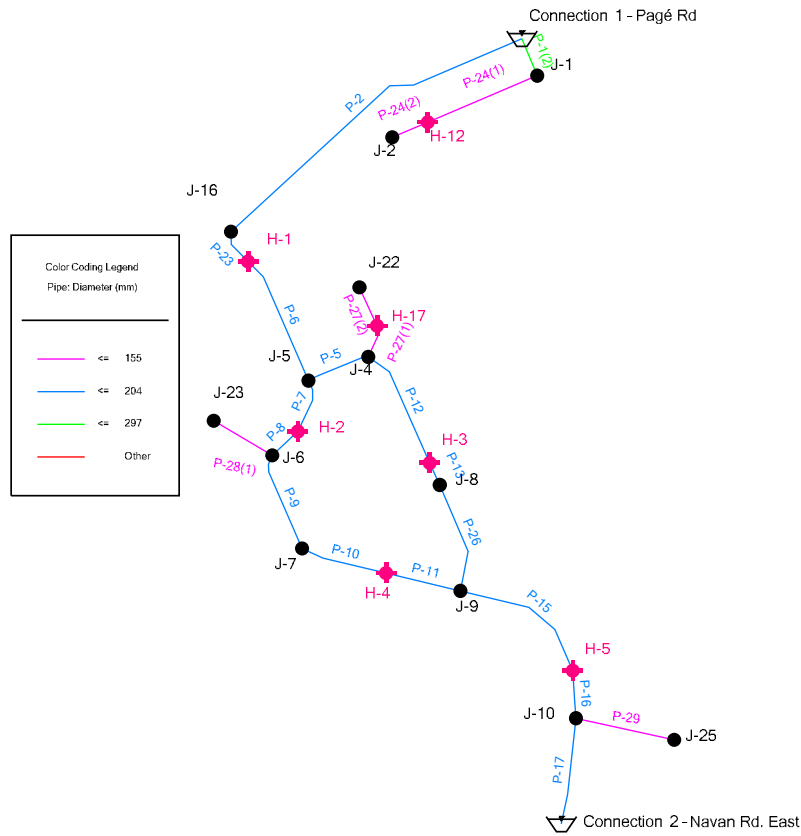 Connection 1 - Pagé Rd
P-1(2)
J-1
P-24(1)
P-2
P-24(2)
H-12
J-2
J-16
H-1
P-23
J-22
Color Coding Legend
Pipe: Diameter (mm)
<= 155
<= 204
<= 297
Other
P-6
P-27(2)
H-17
P-27(1)
J-5
P-5
J-4
J-23
P-7
P-12
P-8
H-2
H-3
J-6
P-28(1)
P-13
J-8
P-9
P-26
J-7
P-10
P-11
H-4
J-9
P-15
H-5
P-16
J-10
P-29
J-25
P-17
Connection 2 - Navan Rd. East